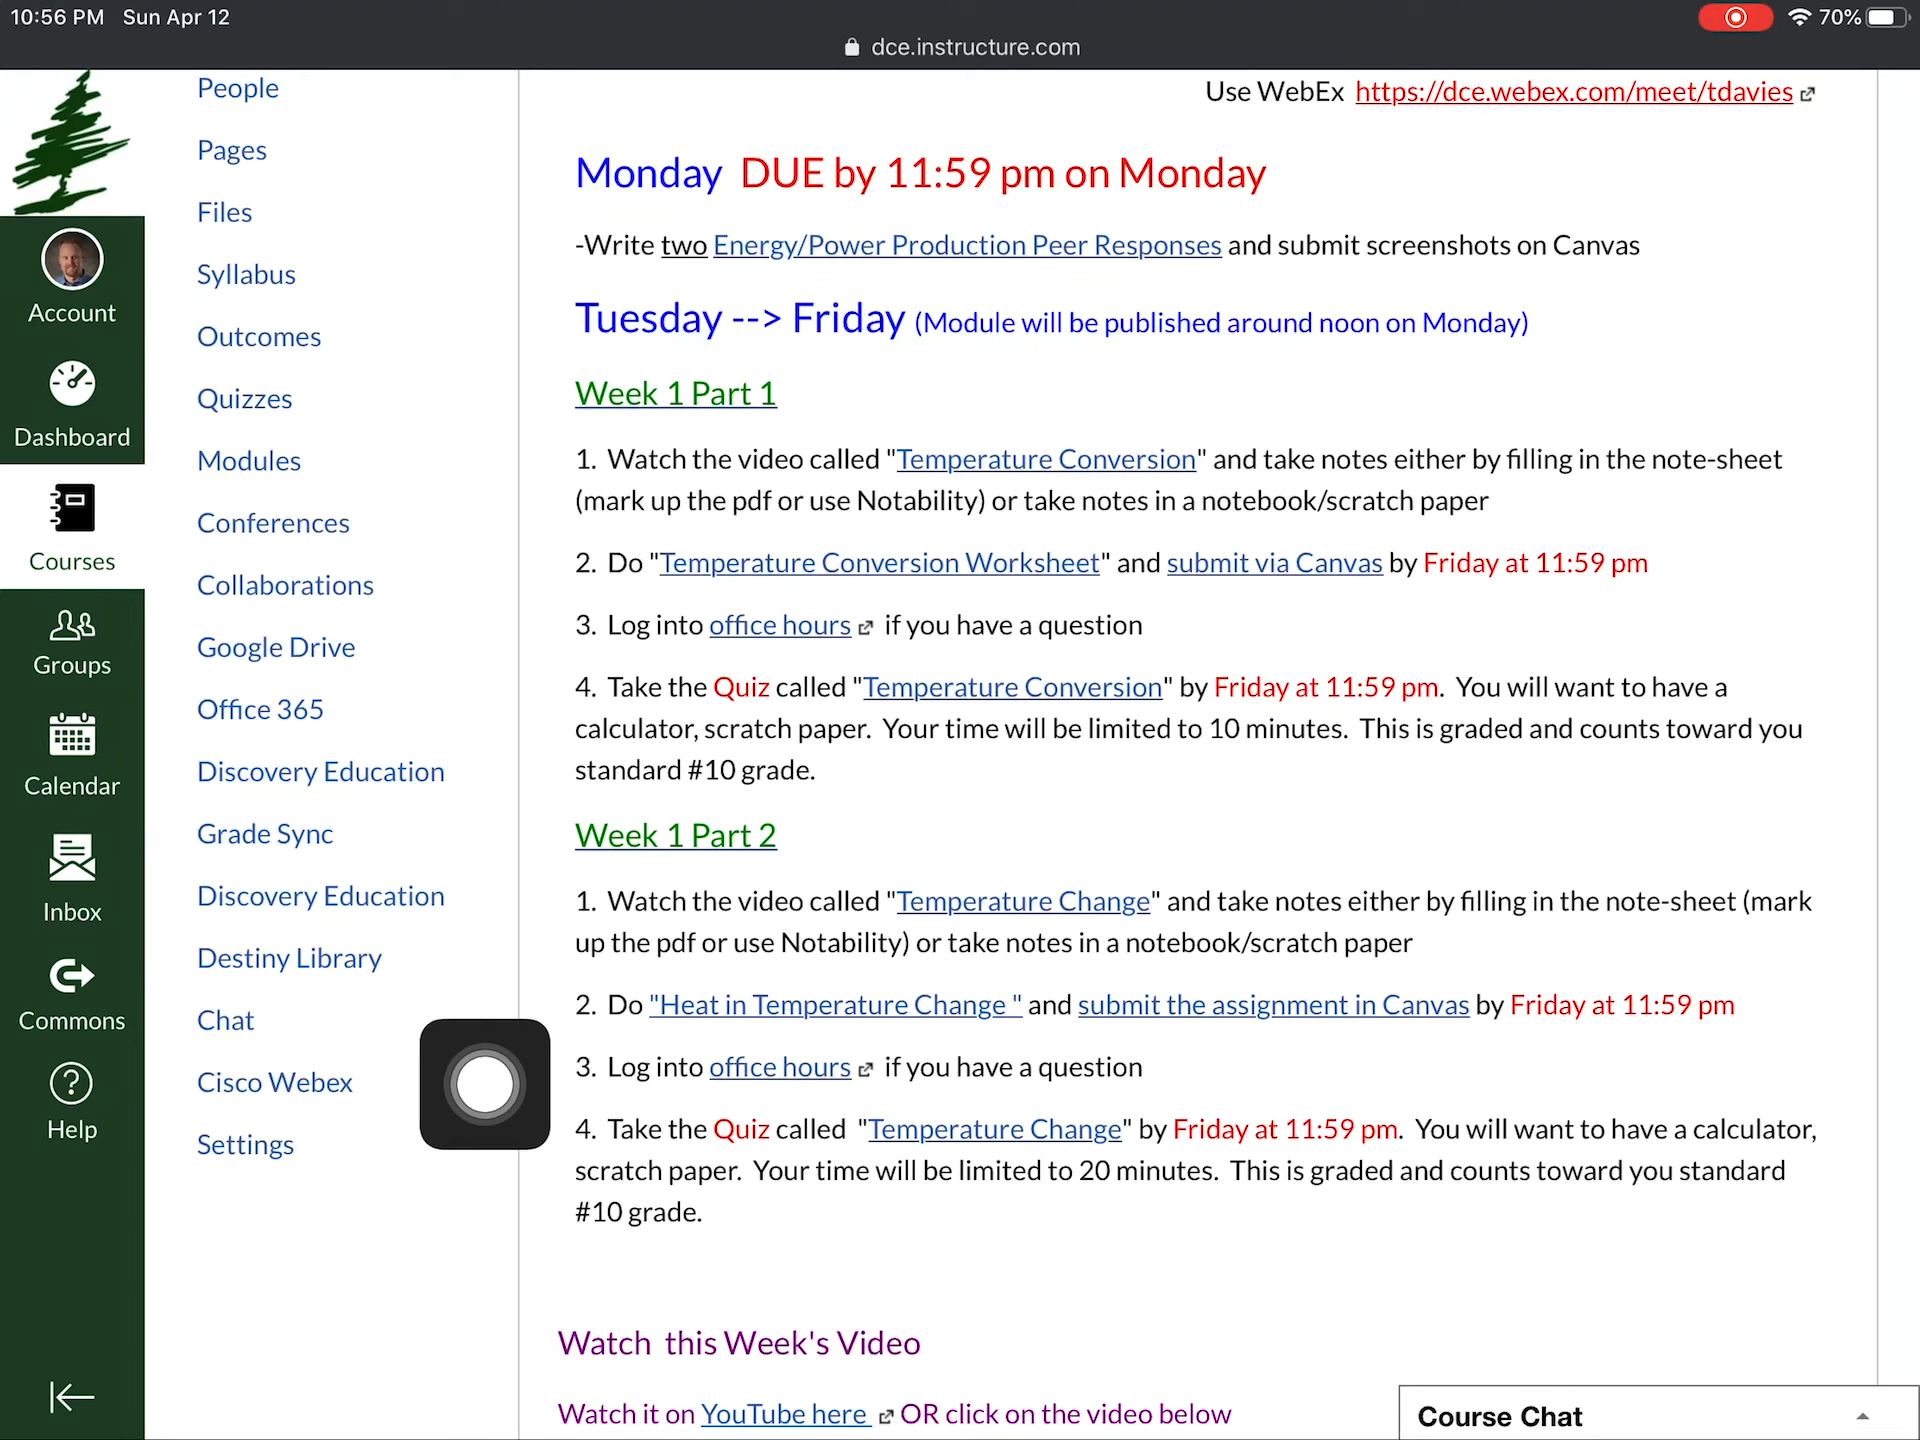 10:56 PM Sun Apr 12
70%
dce.instructure.com
Account
Dashboard
Courses
Groups
Calendar
Inbox
Commons
Help
People
Pages
Files
Syllabus
Outcomes
Quizzes
Modules
Conferences
Collaborations
Google Drive
Office 365
Discovery Education
Grade Sync
Discovery Education
Destiny Library
Chat
Cisco Webex
Settings
Use WebEx https://dce.webex.com/meet/tdavies
Monday DUE by 11:59 pm on Monday
-Write two Energy/Power Production Peer Responses and submit screenshots on Canvas
Tuesday --> Friday (Module will be published around noon on Monday)
Week 1 Part 1
1. Watch the video called "Temperature Conversion" and take notes either by filling in the note-sheet
(mark up the pdf or use Notability) or take notes in a notebook/scratch paper
2. Do "Temperature Conversion Worksheet" and submit via Canvas by Friday at 11:59 pm
3. Log into office hours if you have a question
4. Take the Quiz called "Temperature Conversion" by Friday at 11:59 pm. You will want to have a
calculator, scratch paper. Your time will be limited to 10 minutes. This is graded and counts toward you
standard #10 grade.
Week 1 Part 2
1. Watch the video called "Temperature Change" and take notes either by filling in the note-sheet (mark
up the pdf or use Notability) or take notes in a notebook/scratch paper
2. Do "Heat in Temperature Change " and submit the assignment in Canvas by Friday at 11:59 pm
3. Log into office hours if you have a question
4. Take the Quiz called "Temperature Change" by Friday at 11:59 pm. You will want to have a calculator,
scratch paper. Your time will be limited to 20 minutes. This is graded and counts toward you standard
#10 grade.
Watch this Week's Video
Watch it on YouTube here OR click on the video below
Course Chat